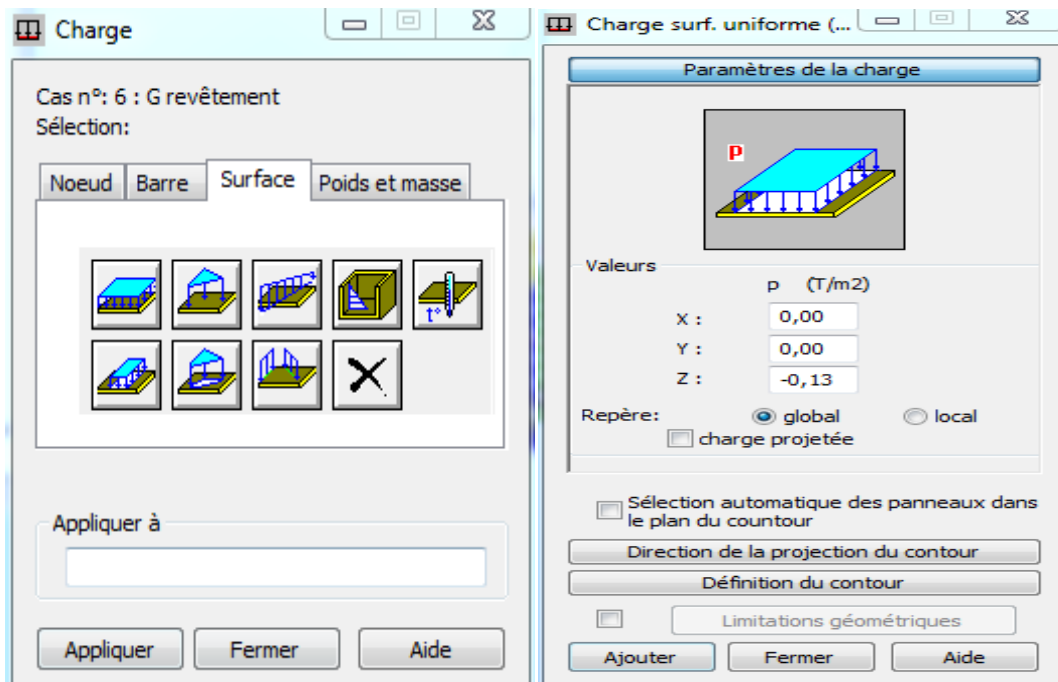 Charge
Cas n°: 6 : G revêtement
Sélection:
Noeud Barre Surface Poids et masse
t°
Appliquer à
Appliquer Fermer Aide
Charge surf. uniforme (...
Paramètres de la charge
P
Valeurs
p (T/m2)
X : 0,00
Y : 0,00
Z : -0,13
Repère: global local
charge projetée
Sélection automatique des panneaux dans
le plan du countour
Direction de la projection du contour
Définition du contour
Limitations géométriques
Ajouter Fermer Aide